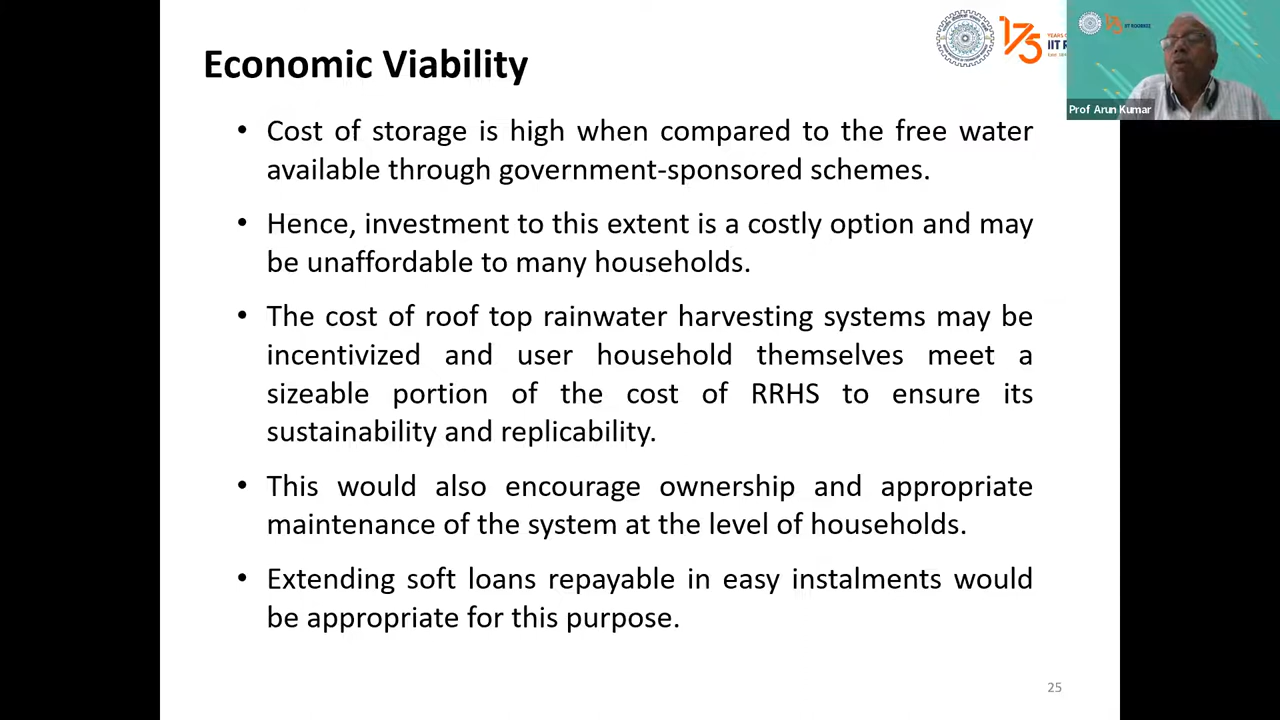 Economic Viability
175
YEARS O
IIT R
IIT ROORKEE
Prof Arun Kumar
• Cost of storage is high when compared to the free water
available through government-sponsored schemes.
• Hence, investment to this extent is a costly option and may
be unaffordable to many households.
• The cost of roof top rainwater harvesting systems may be
incentivized and user household themselves meet a
sizeable portion of the cost of RRHS to ensure its
sustainability and replicability.
• This would also encourage ownership and appropriate
maintenance of the system at the level of households.
• Extending soft loans repayable in easy instalments would
be appropriate for this purpose.
25